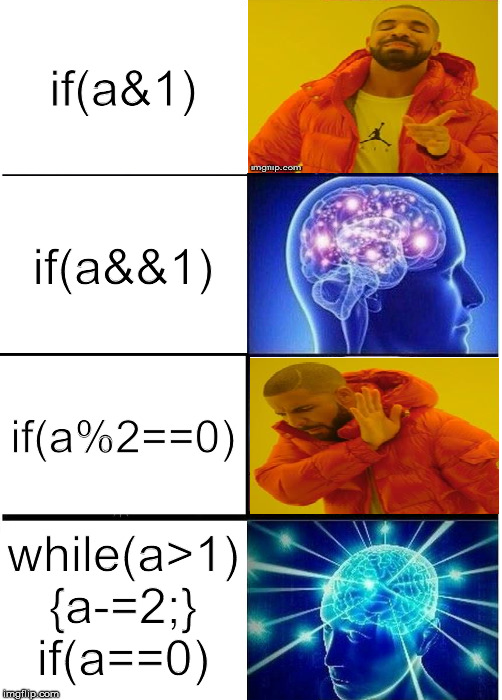 if(a&1)
imgflip.com
if(a&&1)
if(a%2==0)
while(a>1)
{a-=2;}
if(a==0)
imgflip.com